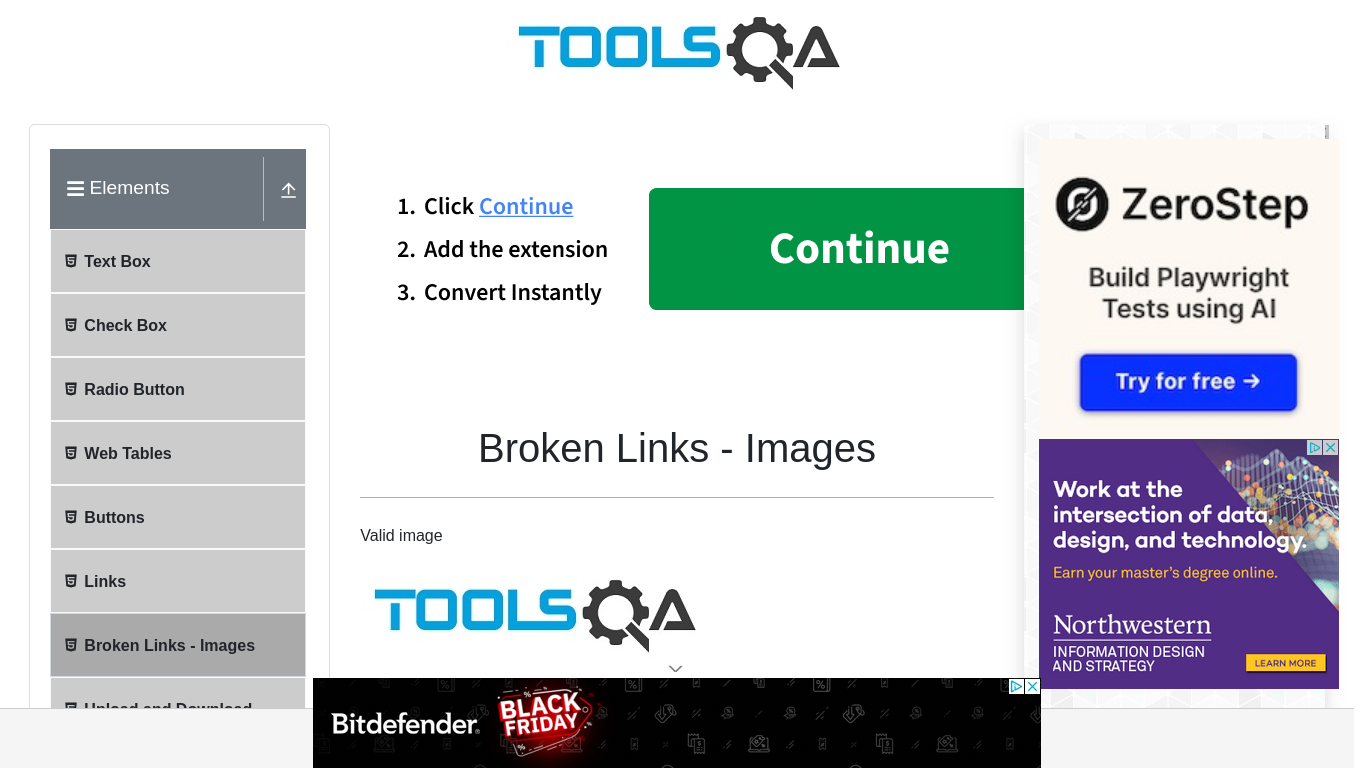 TOOLSQA
Elements
Text Box
Check Box
Radio Button
Web Tables
Buttons
Links
Broken Links - Images
Upload and Download
1. Click Continue
2. Add the extension
3. Convert Instantly
Continue
Broken Links - Images
Valid image
TOOLSQA
ZeroStep
Build Playwright
Tests using AI
Try for free →
Work at the
intersection of data,
design, and technology.
Earn your master's degree online.
Northwestern
INFORMATION DESIGN
AND STRATEGY
LEARN MORE
Bitdefender®
BLACK
FRIDAY